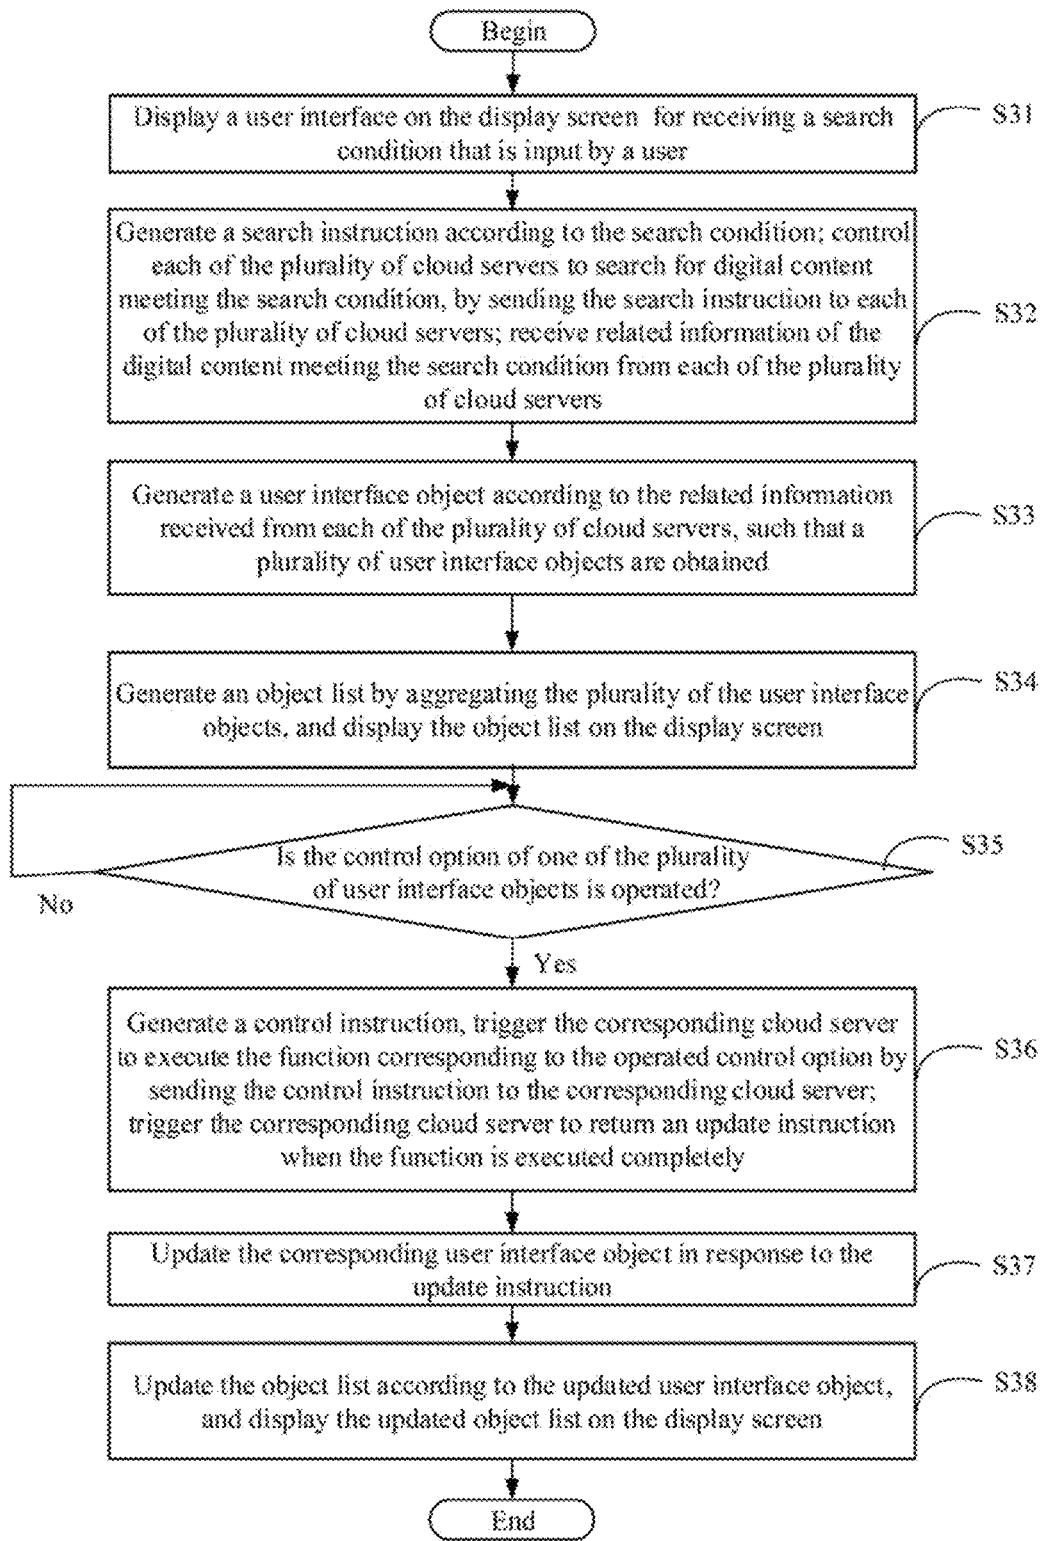 Begin
Display a user interface on the display screen for receiving a search
condition that is input by a user
S31
Generate a search instruction according to the search condition; control
each of the plurality of cloud servers to search for digital content
meeting the search condition, by sending the search instruction to each
of the plurality of cloud servers; receive related information of the
digital content meeting the search condition from each of the plurality
of cloud servers
S32
Generate a user interface object according to the related information
received from each of the plurality of cloud servers, such that a
plurality of user interface objects are obtained
S33
Generate an object list by aggregating the plurality of the user interface
objects, and display the object list on the display screen
S34
Is the control option of one of the plurality
of user interface objects is operated?
S35
No
Yes
Generate a control instruction, trigger the corresponding cloud server
to execute the function corresponding to the operated control option by
sending the control instruction to the corresponding cloud server;
trigger the corresponding cloud server to return an update instruction
when the function is executed completely
S36
Update the corresponding user interface object in response to the
update instruction
S37
Update the object list according to the updated user interface object,
and display the updated object list on the display screen
S38
End